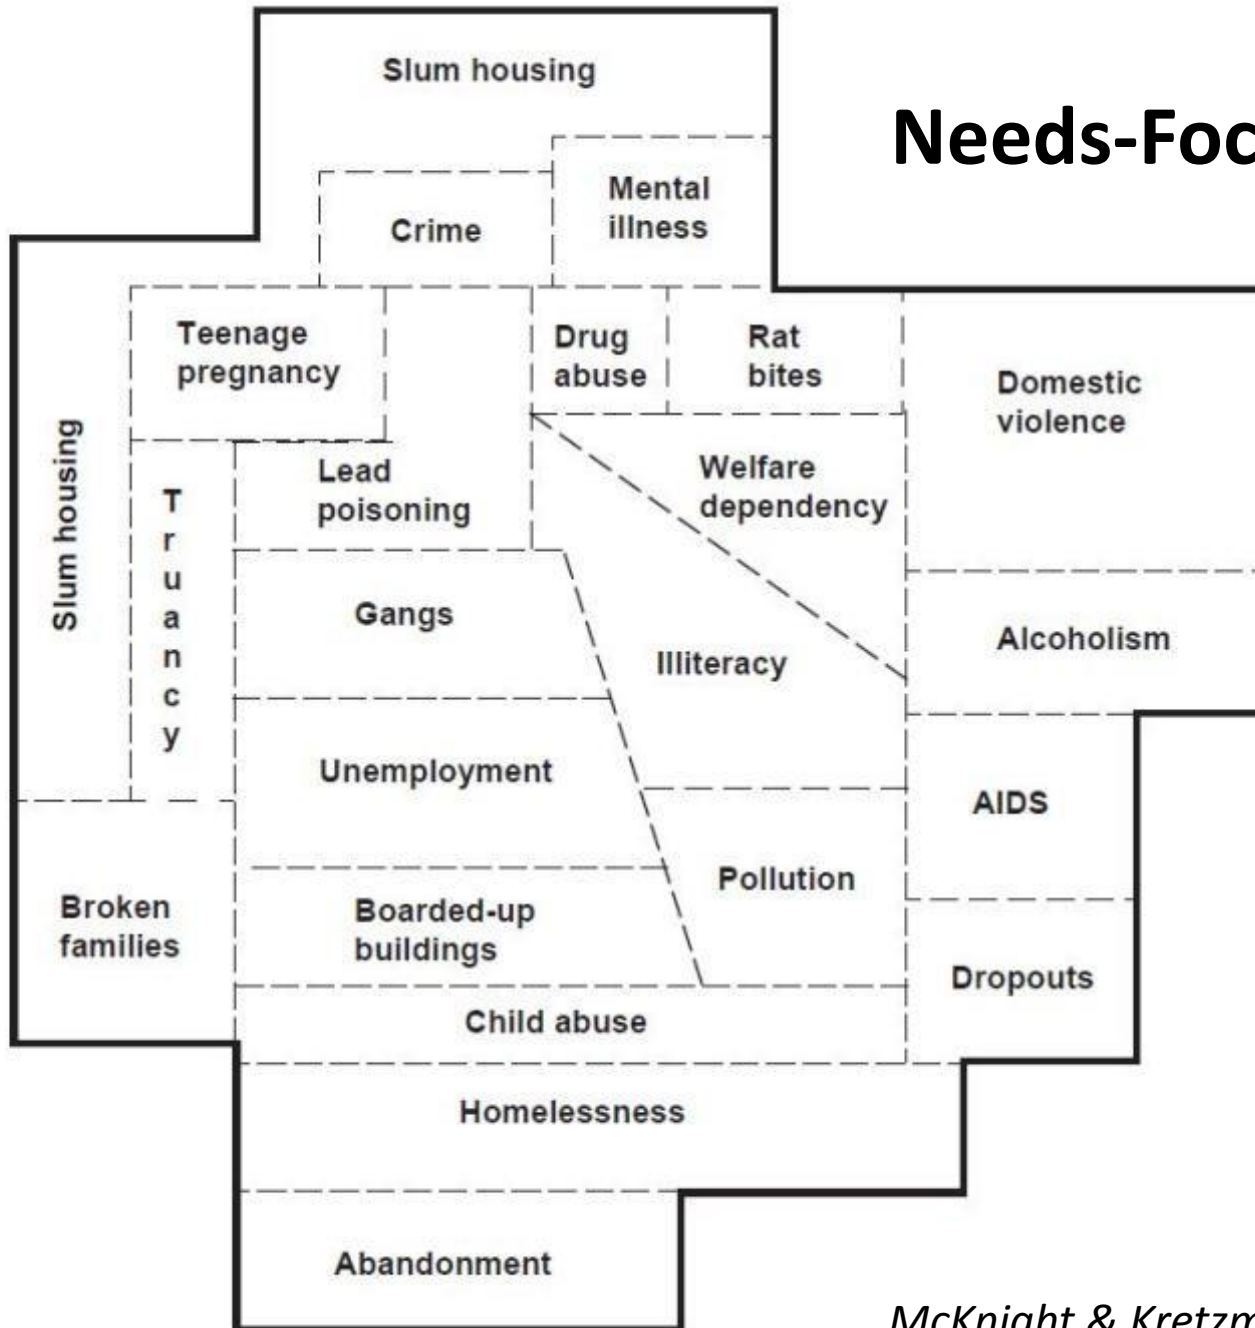 Slum housing
Needs-Foc
Mental
illness
Crime
Teenage
pregnancy
Drug
abuse
Rat
bites
Domestic
violence
Slum housing
Truancy
Lead
poisoning
Welfare
dependency
Gangs
Illiteracy
Alcoholism
Unemployment
AIDS
Broken
families
Boarded-up
buildings
Pollution
Dropouts
Child abuse
Homelessness
Abandonment
McKnight & Kretzm